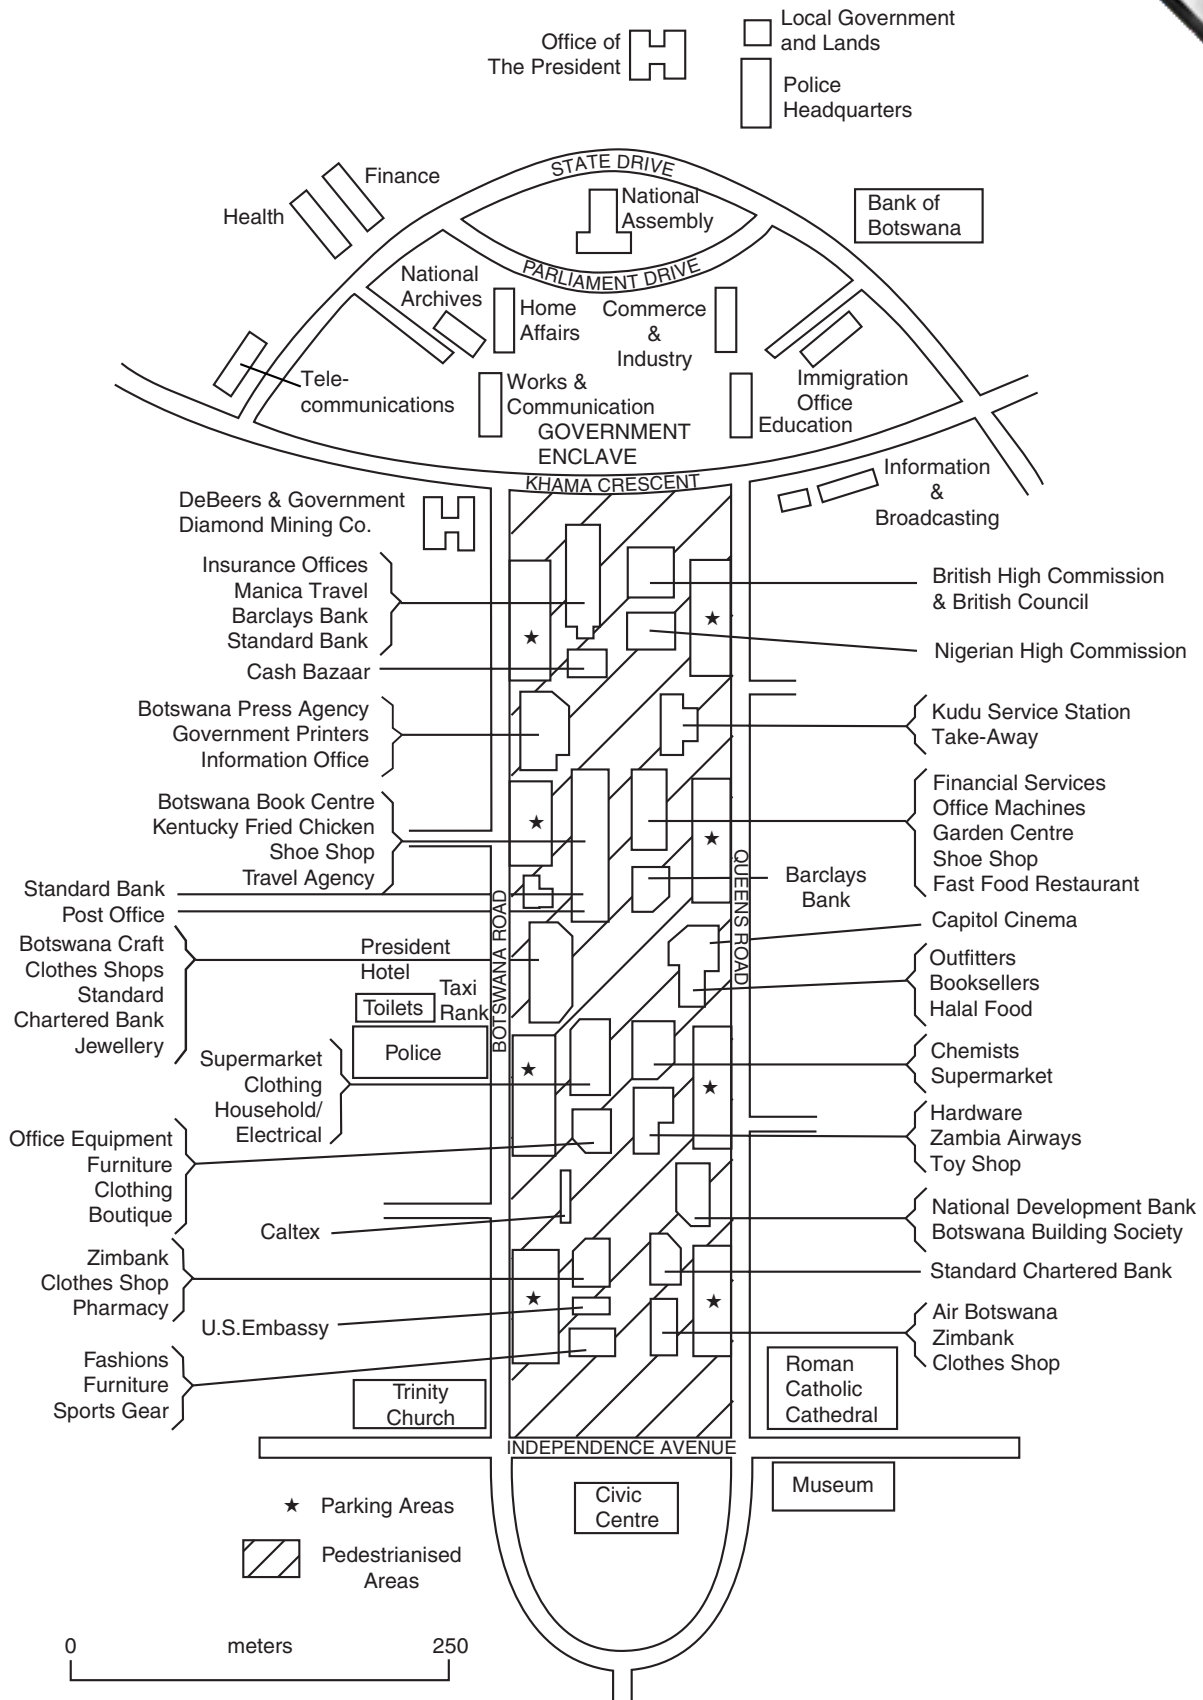 Office of
The President
Local Government
and Lands
Police
Headquarters
STATE DRIVE
Finance
Health
National
Assembly
Bank of
Botswana
PARLIAMENT DRIVE
National
Archives
Home
Affairs
Commerce
&
Industry
Tele-
communications
Works &
Communication
Immigration
Office
Education
GOVERNMENT
ENCLAVE
KHAMA CRESCENT
Information
&
Broadcasting
DeBeers & Government
Diamond Mining Co.
Insurance Offices
Manica Travel
Barclays Bank
Standard Bank
Cash Bazaar
British High Commission
& British Council
Nigerian High Commission
Botswana Press Agency
Government Printers
Information Office
Kudu Service Station
Take-Away
Botswana Book Centre
Kentucky Fried Chicken
Shoe Shop
Travel Agency
Financial Services
Office Machines
Garden Centre
Shoe Shop
Fast Food Restaurant
Standard Bank
Post Office
Barclays
Bank
BOTSWANA ROAD
QUEENS ROAD
Capitol Cinema
Botswana Craft
Clothes Shops
Standard
Chartered Bank
Jewellery
President
Hotel
Toilets
Taxi
Rank
Police
Outfitters
Booksellers
Halal Food
Supermarket
Clothing
Household/
Electrical
Chemists
Supermarket
Office Equipment
Furniture
Clothing
Boutique
Hardware
Zambia Airways
Toy Shop
Caltex
National Development Bank
Botswana Building Society
Zimbank
Clothes Shop
Pharmacy
Standard Chartered Bank
U.S.Embassy
Air Botswana
Zimbank
Clothes Shop
Fashions
Furniture
Sports Gear
Trinity
Church
Roman
Catholic
Cathedral
INDEPENDENCE AVENUE
Museum
Civic
Centre
Parking Areas
Pedestrianised
Areas
0 meters 250